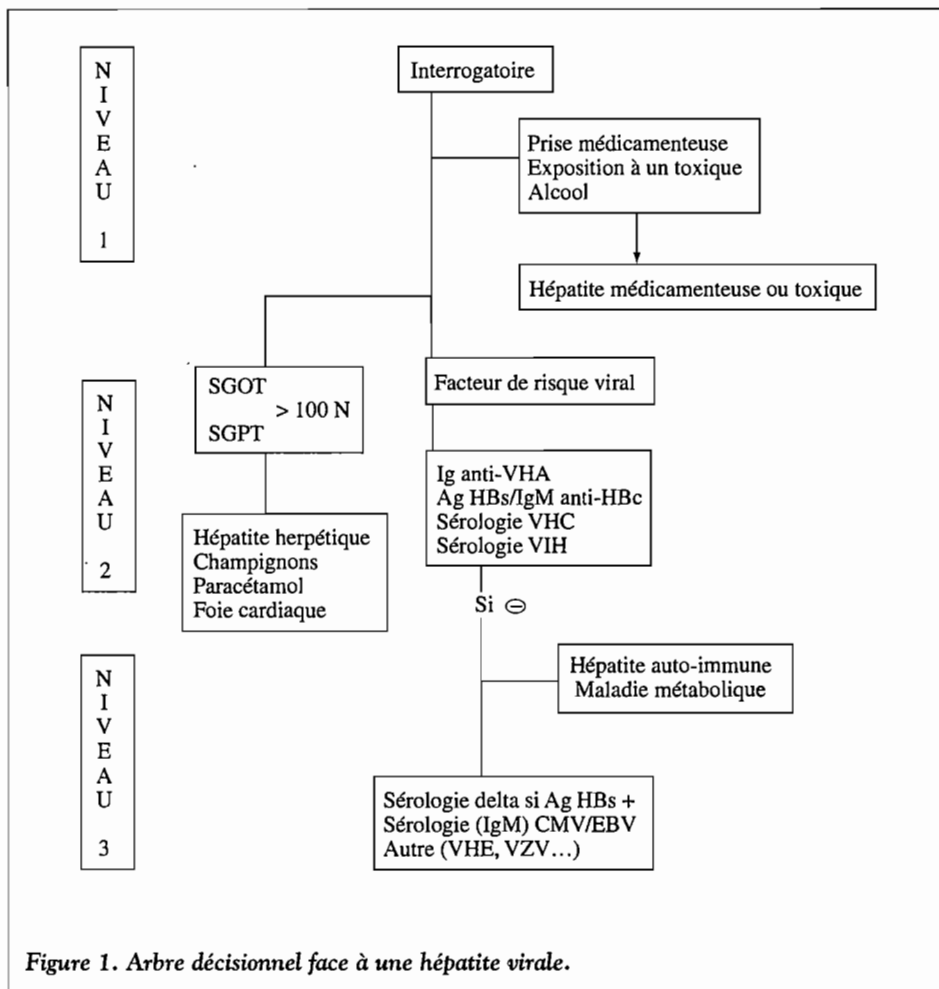 NIVEAU 1
Interrogatoire
Prise médicamenteuse
Exposition à un toxique
Alcool
Hépatite médicamenteuse ou toxique
NIVEAU 2
SGOT
> 100 N
SGPT
Facteur de risque viral
Ig anti-VHA
Ag HBs/IgM anti-HBc
Sérologie VHC
Sérologie VIH
Hépatite herpétique
Champignons
Paracétamol
Foie cardiaque
Si ⊖
NIVEAU 3
Hépatite auto-immune
Maladie métabolique
Sérologie delta si Ag HBs +
Sérologie (IgM) CMV/EBV
Autre (VHE, VZV...)
Figure 1. Arbre décisionnel face à une hépatite virale.